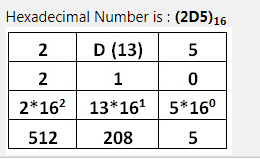 Hexadecimal Number is : (2D5)₁₆
2 D (13) 5
2 1 0
2*16² 13*16¹ 5*16⁰
512 208 5